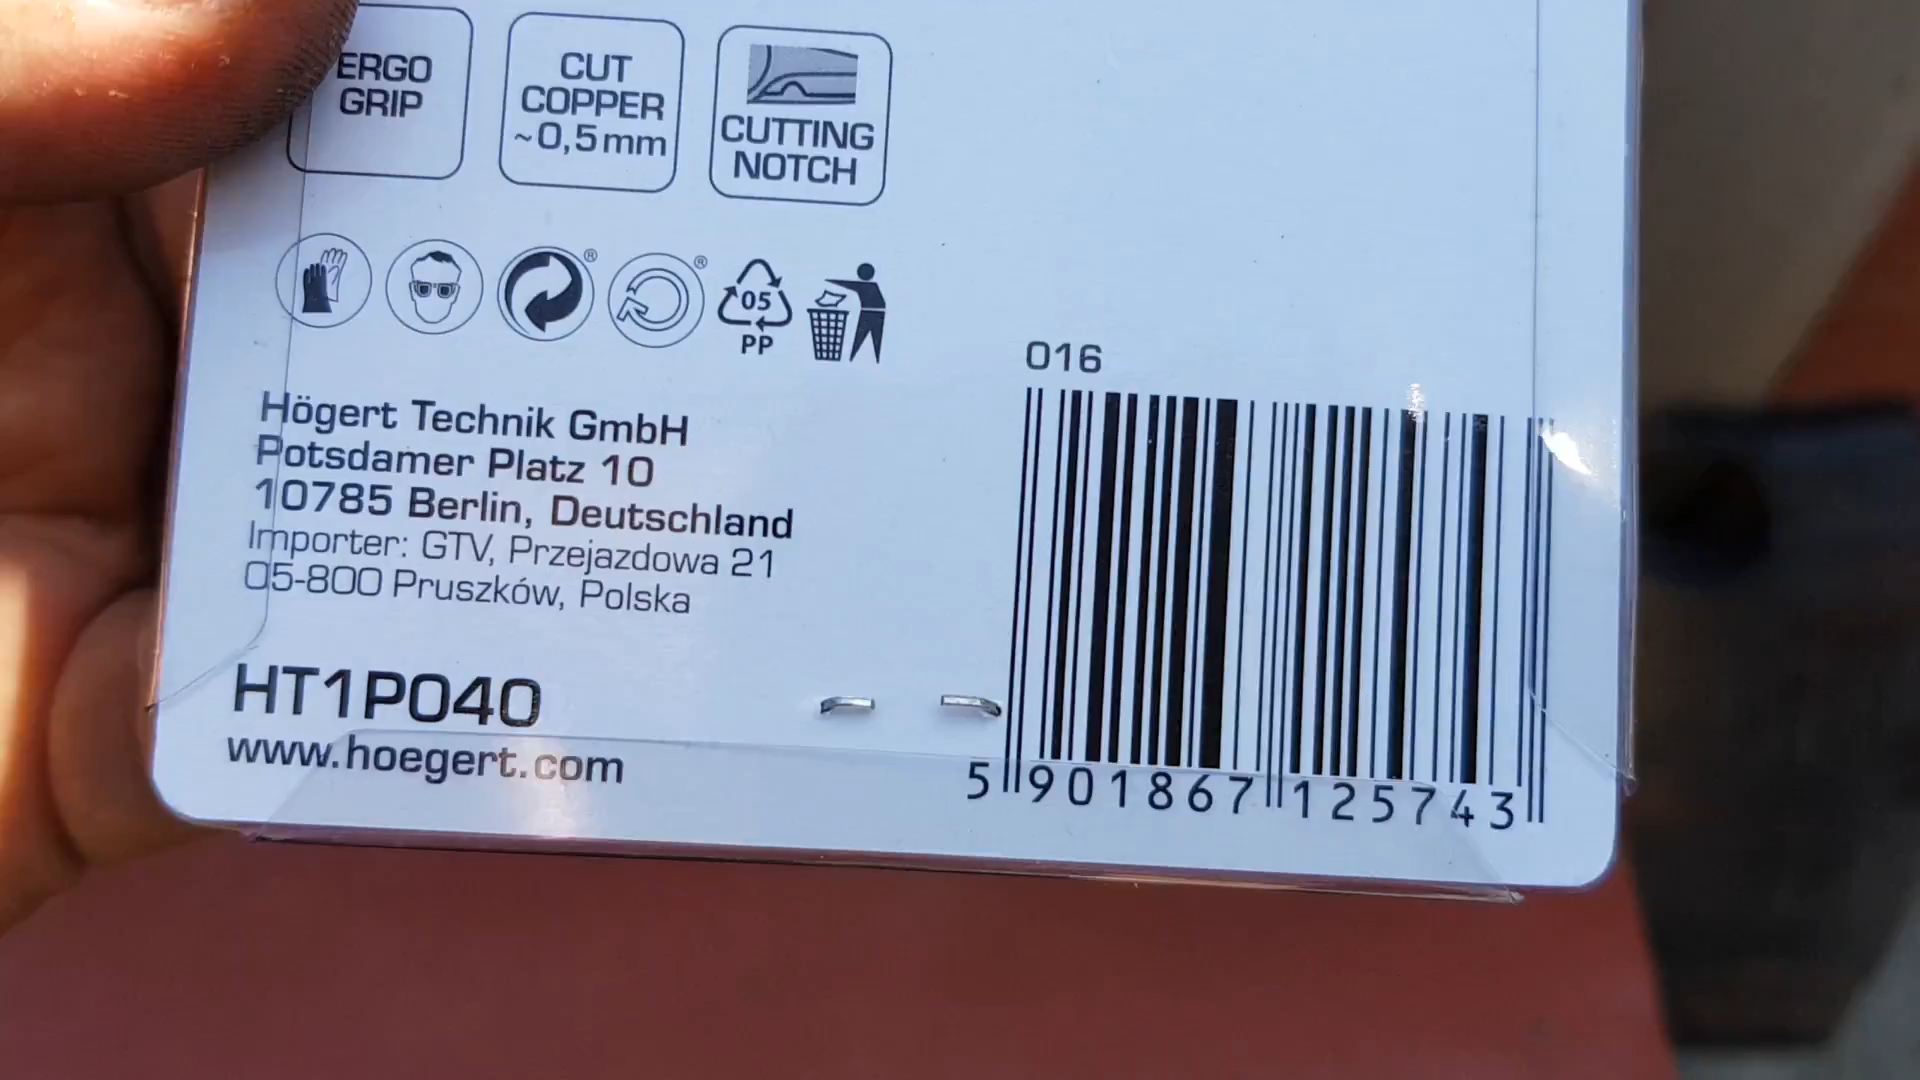 ERGO
GRIP
CUT
COPPER
~0,5mm
CUTTING
NOTCH
®
®
05
PP
016
Högert Technik GmbH
Potsdamer Platz 10
10785 Berlin, Deutschland
Importer: GTV, Przejazdowa 21
05-800 Pruszków, Polska
HT1P040
www.hoegert.com
5 901867 125743